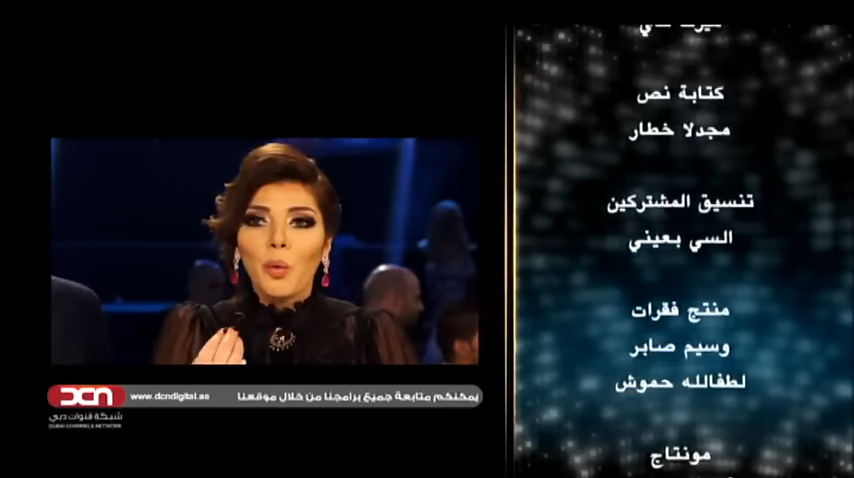 كتابة نص
مجدلا خطار
تنسيق المشتركين
السي بعيني
منتج فقرات
وسيم صابر
لطفالله حموش
مونتاج
DCN
www.dcndigital.ae
يمكنكم متابعة جميع برامجنا من خلال موقعنا
شبكة قنوات دبي
DUBAI CHANNELS NETWORK